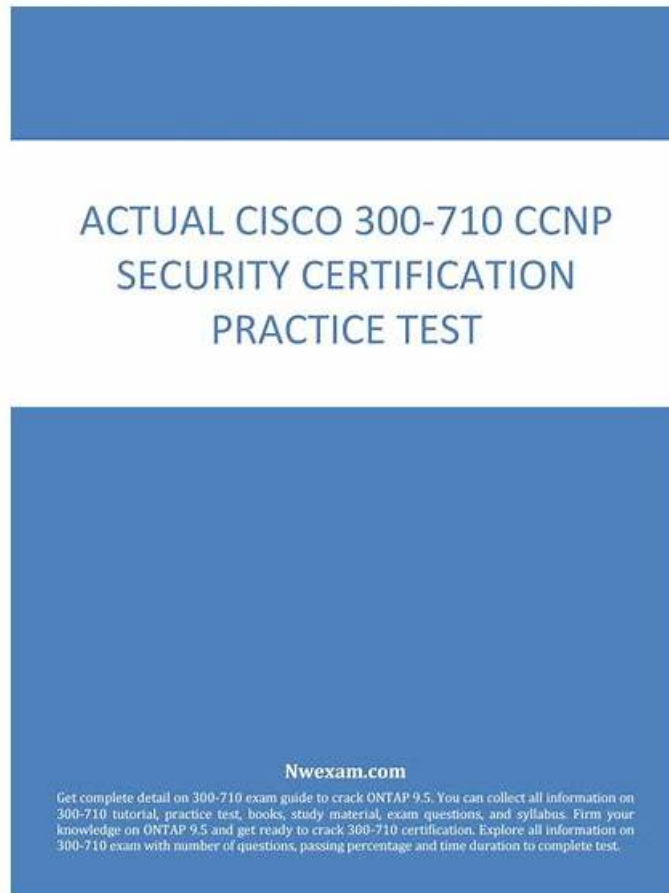 ACTUAL CISCO 300-710 CCNP
SECURITY CERTIFICATION
PRACTICE TEST
Nwexam.com
Get complete detail on 300-710 exam guide to crack ONTAP 9.5. You can collect all information on
300-710 tutorial, practice test, books, study material, exam questions, and syllabus. Firm your
knowledge on ONTAP 9.5 and get ready to crack 300-710 certification. Explore all information on
300-710 exam with number of questions, passing percentage and time duration to complete test.